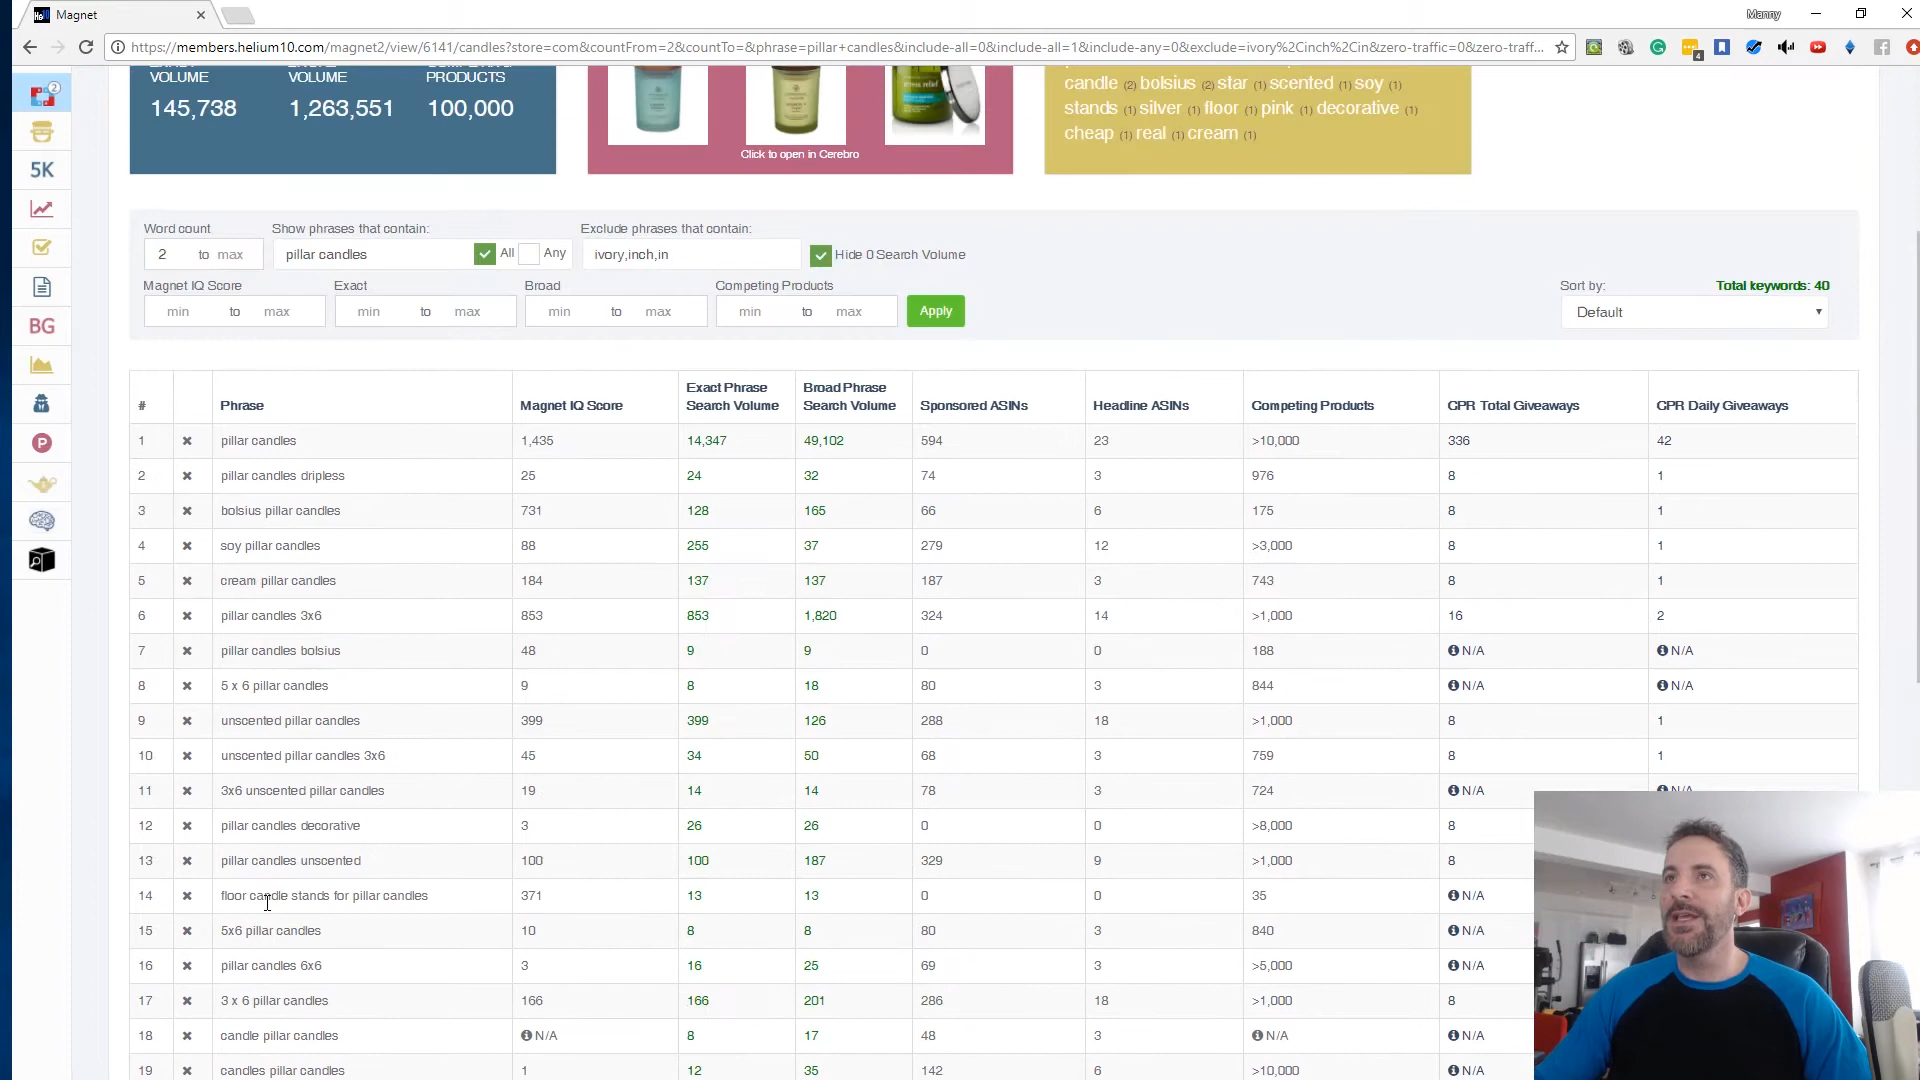 Magnet
Manny
https://members.helium10.com/magnet2/view/6141/candles?store=com&countFrom=2&countTo=&phrase=pillar+candles&include-all=0&include-all=1&include-any=0&exclude=ivory%2Cinch%2Cin&zero-traffic=0&zero-traff...
4
2
5K
BG
P
VOLUME
VOLUME
PRODUCTS
145,738
1,263,551
100,000
Click to open in Cerebro
candle (2) bolsius (2) star (1) scented (1) soy (1)
stands (1) silver (1) floor (1) pink (1) decorative (1)
cheap (1) real (1) cream (1)
Word count
Show phrases that contain:
Exclude phrases that contain:
2 to max
pillar candles
All
Any
ivory,inch,in
Hide 0 Search Volume
Magnet IQ Score
Exact
Broad
Competing Products
Sort by:
Total keywords: 40
min to max
min to max
min to max
min to max
Apply
Default
# Phrase Magnet IQ Score Exact Phrase Search Volume Broad Phrase Search Volume Sponsored ASINs Headline ASINs Competing Products CPR Total Giveaways CPR Daily Giveaways
1 pillar candles 1,435 14,347 49,102 594 23 >10,000 336 42
2 pillar candles dripless 25 24 32 74 3 976 8 1
3 bolsius pillar candles 731 128 165 66 6 175 8 1
4 soy pillar candles 88 255 37 279 12 >3,000 8 1
5 cream pillar candles 184 137 137 187 3 743 8 1
6 pillar candles 3x6 853 853 1,820 324 14 >1,000 16 2
7 pillar candles bolsius 48 9 9 0 0 188 N/A N/A
8 5 x 6 pillar candles 9 8 18 80 3 844 N/A N/A
9 unscented pillar candles 399 399 126 288 18 >1,000 8 1
10 unscented pillar candles 3x6 45 34 50 68 3 759 8 1
11 3x6 unscented pillar candles 19 14 14 78 3 724 N/A N/A
12 pillar candles decorative 3 26 26 0 0 >8,000 8
13 pillar candles unscented 100 100 187 329 9 >1,000 8
14 floor candle stands for pillar candles 371 13 13 0 0 35 N/A
15 5x6 pillar candles 10 8 8 80 3 840 N/A
16 pillar candles 6x6 3 16 25 69 3 >5,000 N/A
17 3 x 6 pillar candles 166 166 201 286 18 >1,000 8
18 candle pillar candles N/A 8 17 48 3 N/A N/A
19 candles pillar candles 1 12 35 142 6 >10,000 N/A